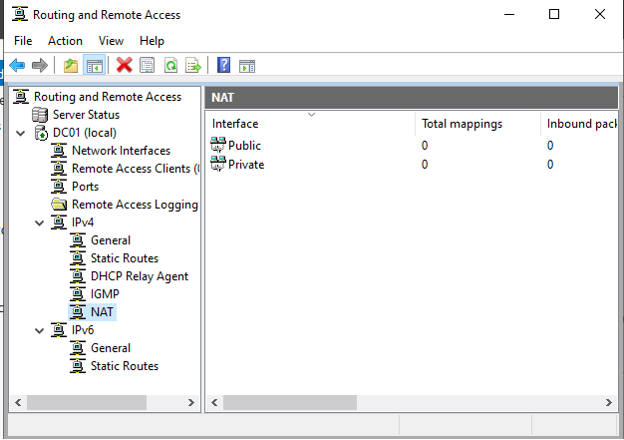 Routing and Remote Access
File Action View Help
Routing and Remote Access
Server Status
DC01 (local)
Network Interfaces
Remote Access Clients (
Ports
Remote Access Logging
IPv4
General
Static Routes
DHCP Relay Agent
IGMP
NAT
IPv6
General
Static Routes
NAT
Interface Total mappings Inbound pack
Public 0 0
Private 0 0